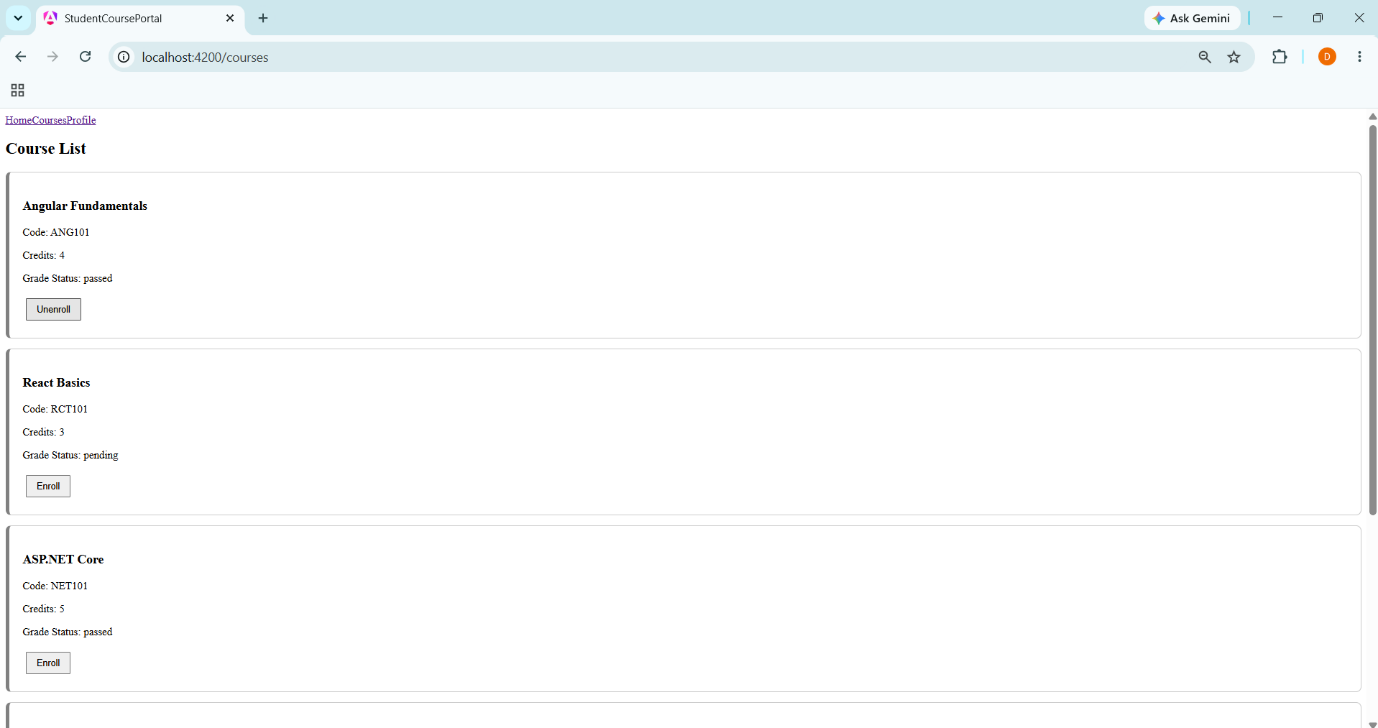 StudentCoursePortal
Ask Gemini
localhost:4200/courses
D
HomeCoursesProfile
Course List
Angular Fundamentals
Code: ANG101
Credits: 4
Grade Status: passed
Unenroll
React Basics
Code: RCT101
Credits: 3
Grade Status: pending
Enroll
ASP.NET Core
Code: NET101
Credits: 5
Grade Status: passed
Enroll